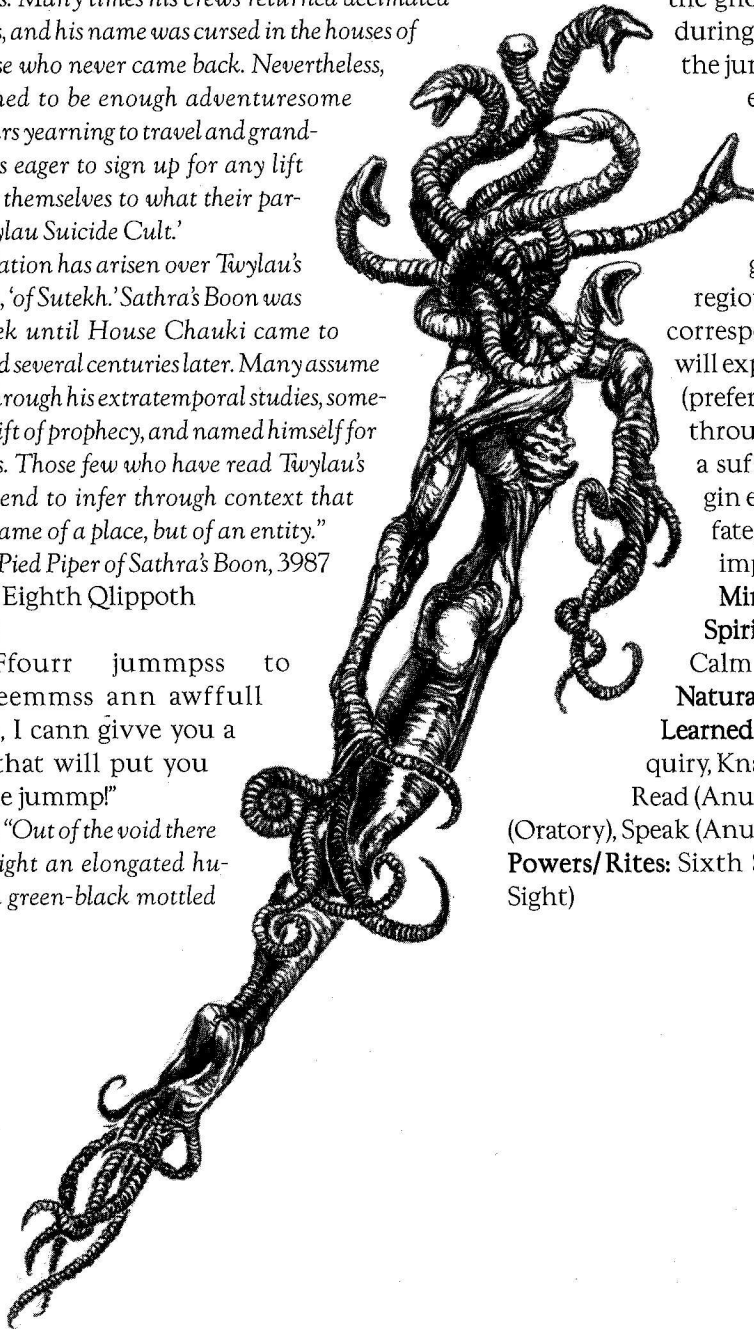 s. Many times his crews returned decimated
s, and his name was cursed in the houses of
se who never came back. Nevertheless,
ned to be enough adventuresome
rs yearning to travel and grand-
s eager to sign up for any lift
themselves to what their par-
ylau Suicide Cult.’
ation has arisen over Twylau’s
, ‘of Sutekh.’ Sathra’s Boon was
ek until House Chauki came to
d several centuries later. Many assume
rough his extratemporal studies, some-
ift of prophecy, and named himself for
s. Those few who have read Twylau’s
end to infer through context that
ame of a place, but of an entity.”
Pied Piper of Sathra’s Boon, 3987
Eighth Qlippoth
Ffourr jummpss to
eemmss ann awffull
, I cann givve you a
that will put you
e jummp!”
“Out of the void there
ight an elongated hu-
green-black mottled
the gho
during
the jur
e
g
regio
correspo
will exp
(prefer
throu
a suf
gin e
fate
imp
Min
Spiri
Calm
Natura
Learned
quiry, Kna
Read (Anu
(Oratory), Speak (Anu
Powers/Rites: Sixth S
Sight)